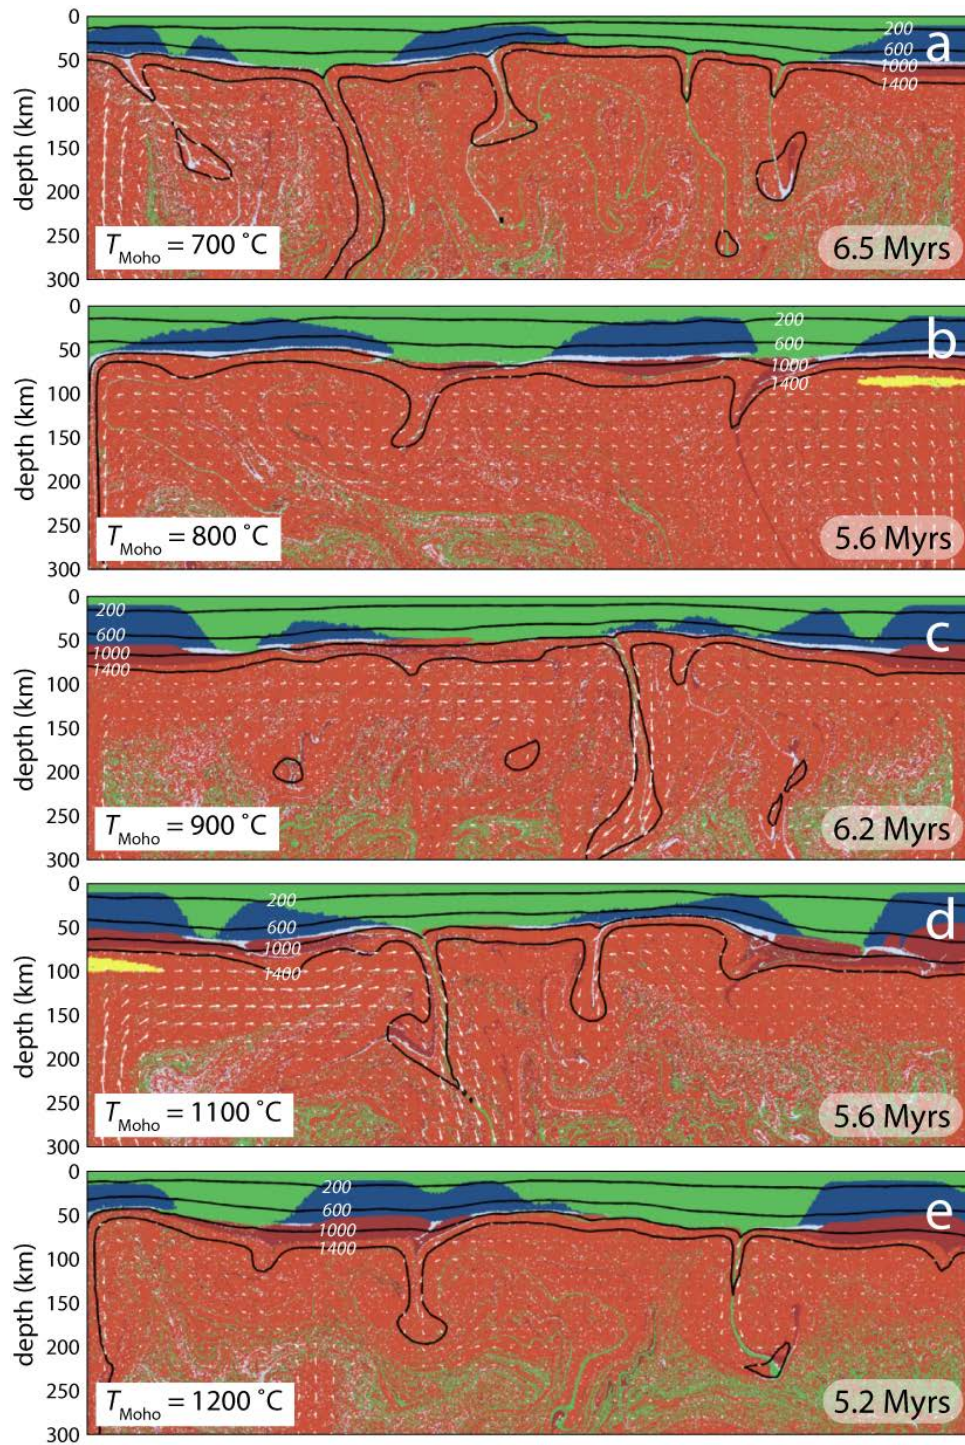 0
50
100
150
200
250
300
depth (km)
200
600
1000
1400
a
T_Moho = 700 ˚C
6.5 Myrs
0
50
100
150
200
250
300
depth (km)
200
600
1000
1400
b
T_Moho = 800 ˚C
5.6 Myrs
0
50
100
150
200
250
300
depth (km)
200
600
1000
1400
c
T_Moho = 900 ˚C
6.2 Myrs
0
50
100
150
200
250
300
depth (km)
200
600
1000
1400
d
T_Moho = 1100 ˚C
5.6 Myrs
0
50
100
150
200
250
300
depth (km)
200
600
1000
1400
e
T_Moho = 1200 ˚C
5.2 Myrs